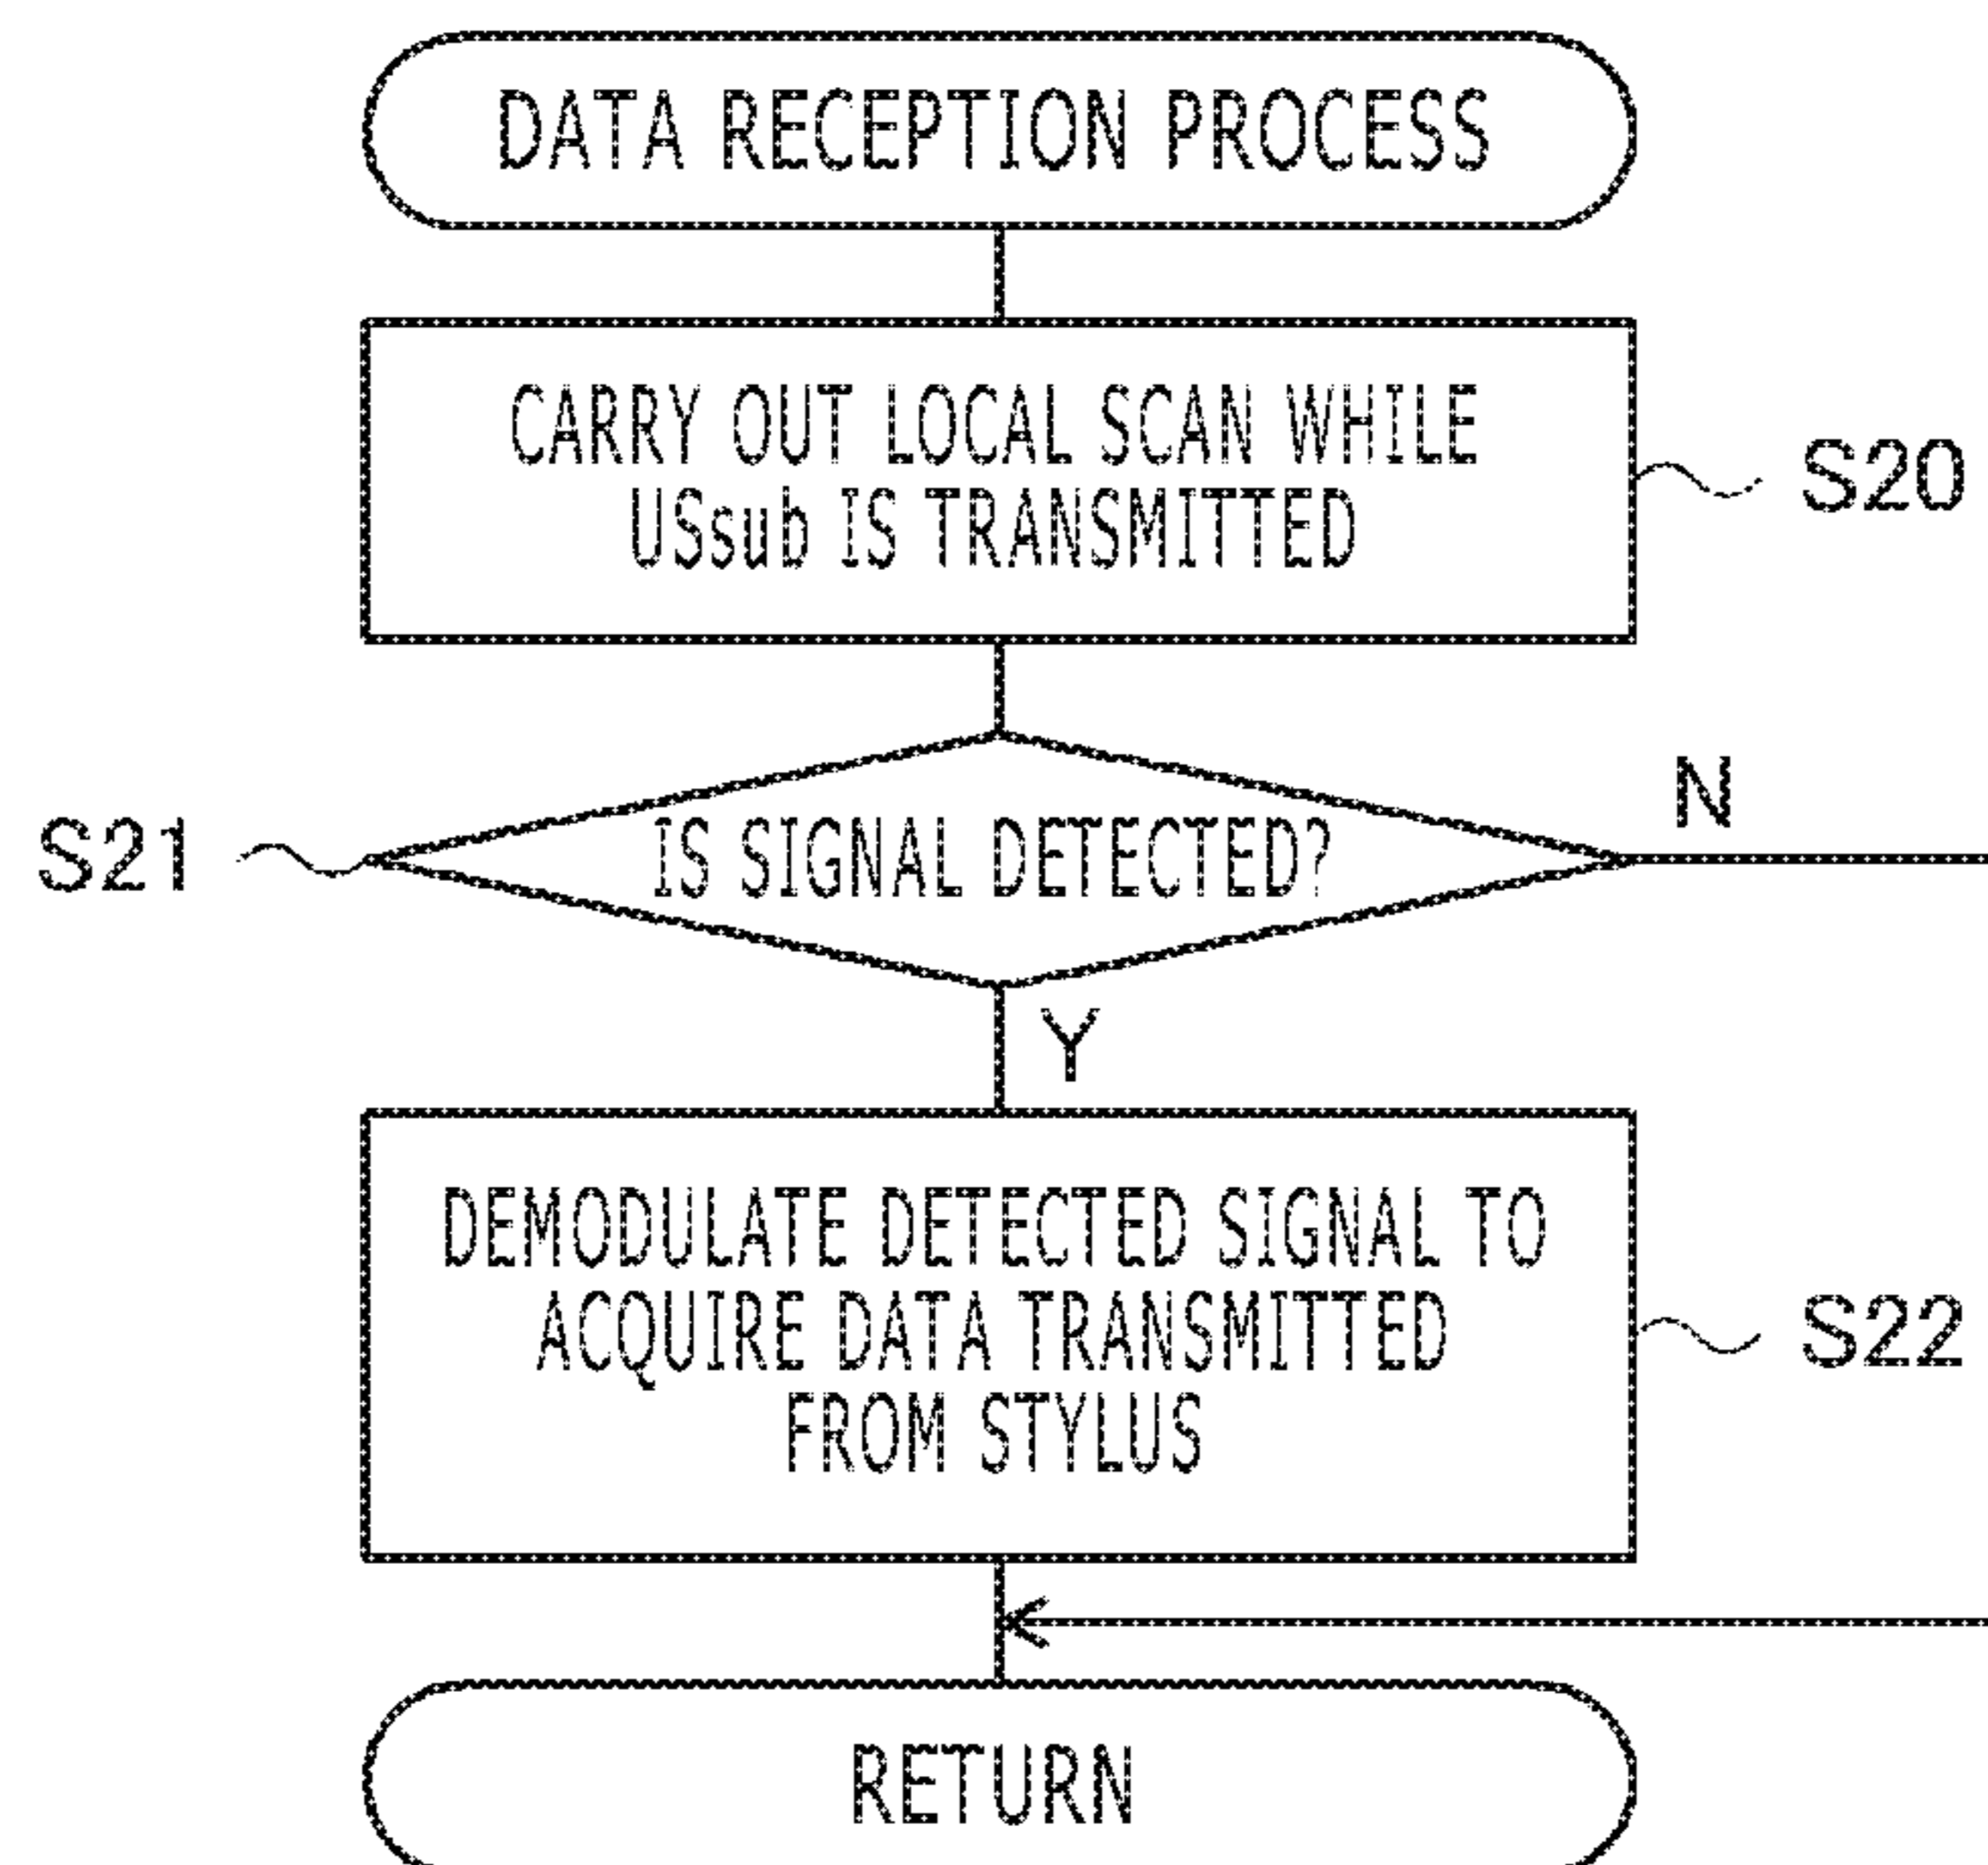 DATA RECEPTION PROCESS
CARRY OUT LOCAL SCAN WHILE
USsub IS TRANSMITTED
S20
N
S21
IS SIGNAL DETECTED?
Y
DEMODULATE DETECTED SIGNAL TO
ACQUIRE DATA TRANSMITTED
FROM STYLUS
S22
RETURN